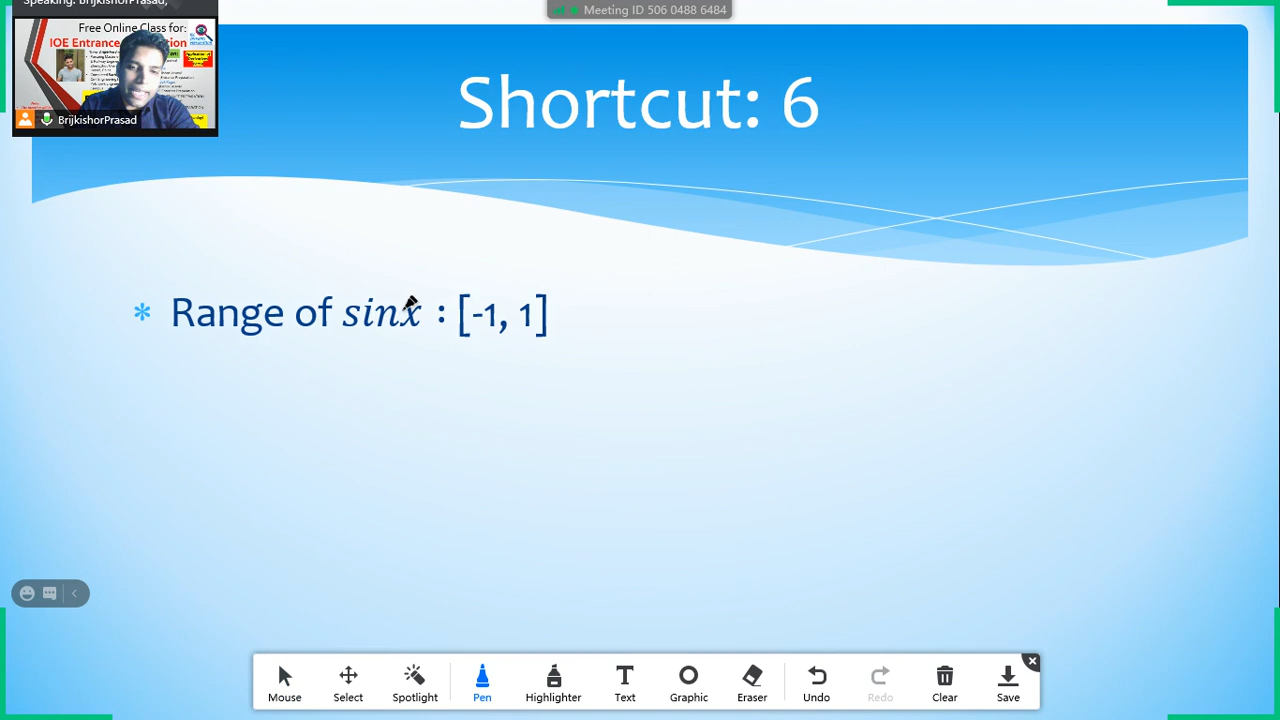 Speaking: BrijkishorPrasad,
Meeting ID 506 0488 6484
Free Online Class for:
IOE Entrance
BrijkishorPrasad
Shortcut: 6
* Range of sinx : [-1, 1]
Mouse
Select
Spotlight
Pen
Highlighter
Text
Graphic
Eraser
Undo
Redo
Clear
Save